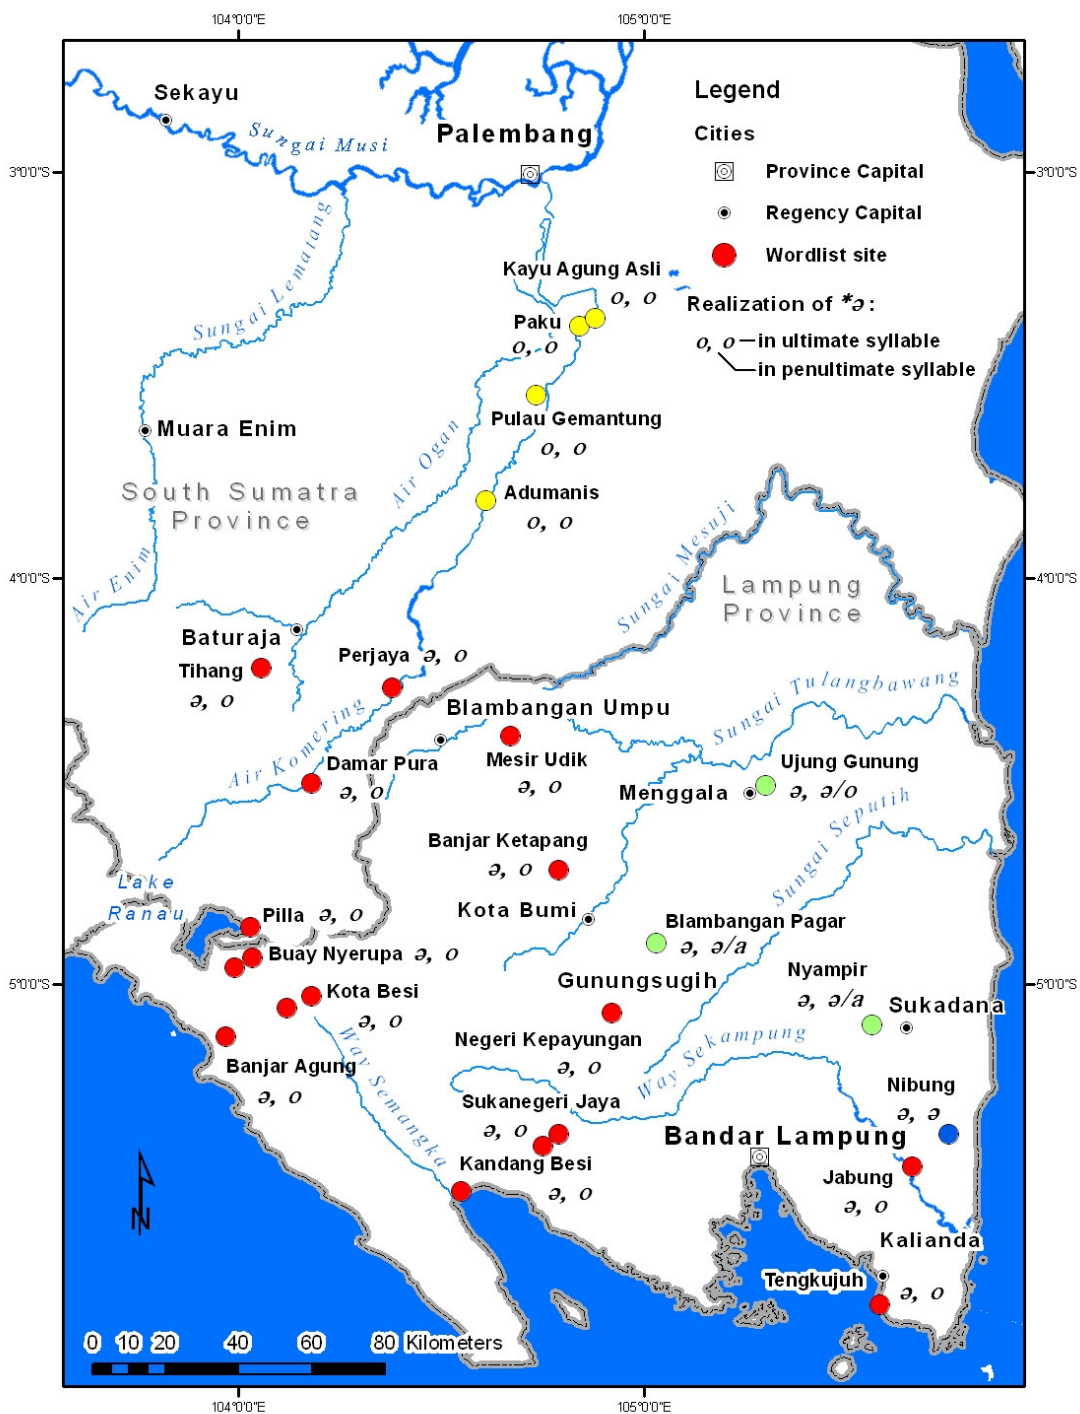 104°0'0"E
105°0'0"E
Sekayu
Sungai Musi
Palembang
Legend
Cities
Province Capital
Regency Capital
Wordlist site
Realization of *ə :
o, o — in ultimate syllable
in penultimate syllable
3°0'0"S
3°0'0"S
Sungai Lematang
Kayu Agung Asli
o, o
Paku
o, o
Pulau Gemantung
o, o
Muara Enim
Air Ogan
South Sumatra
Province
Adumanis
o, o
Air Enim
Sungai Mesuji
4°0'0"S
4°0'0"S
Lampung
Province
Baturaja
Tihang
ə, o
Perjaya ə, o
Air Komering
Blambangan Umpu
Sungai Tulangbawang
Damar Pura
ə, o
Mesir Udik
ə, o
Ujung Gunung
ə, ə/o
Menggala
Sungai Seputih
Banjar Ketapang
ə, o
Lake
Ranau
Kota Bumi
Pilla ə, o
Blambangan Pagar
ə, ə/a
Buay Nyerupa ə, o
Gunungsugih
Nyampir
ə, ə/a
5°0'0"S
5°0'0"S
Kota Besi
ə, o
Sukadana
Negeri Kepayungan
ə, o
Way Sekampung
Banjar Agung
ə, o
Way Semangka
Sukanegeri Jaya
ə, o
Nibung
ə, ə
Bandar Lampung
Kandang Besi
ə, o
Jabung
ə, o
N
Kalianda
Tengkujuh
ə, o
0 10 20 40 60 80 Kilometers
104°0'0"E
105°0'0"E